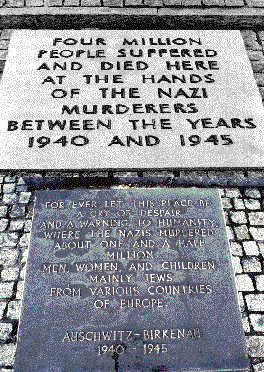 FOUR MILLION
PEOPLE SUFFERED
AND DIED HERE
AT THE HANDS
OF THE NAZI
MURDERERS
BETWEEN THE YEARS
1940 AND 1945
FOR EVER LET THIS PLACE BE
A CRY OF DESPAIR
AND A WARNING TO HUMANITY
WHERE THE NAZIS MURDERED
ABOUT ONE AND A HALF
MILLION
MEN, WOMEN, AND CHILDREN
MAINLY JEWS
FROM VARIOUS COUNTRIES
OF EUROPE.
AUSCHWITZ-BIRKENAU
1940 - 1945